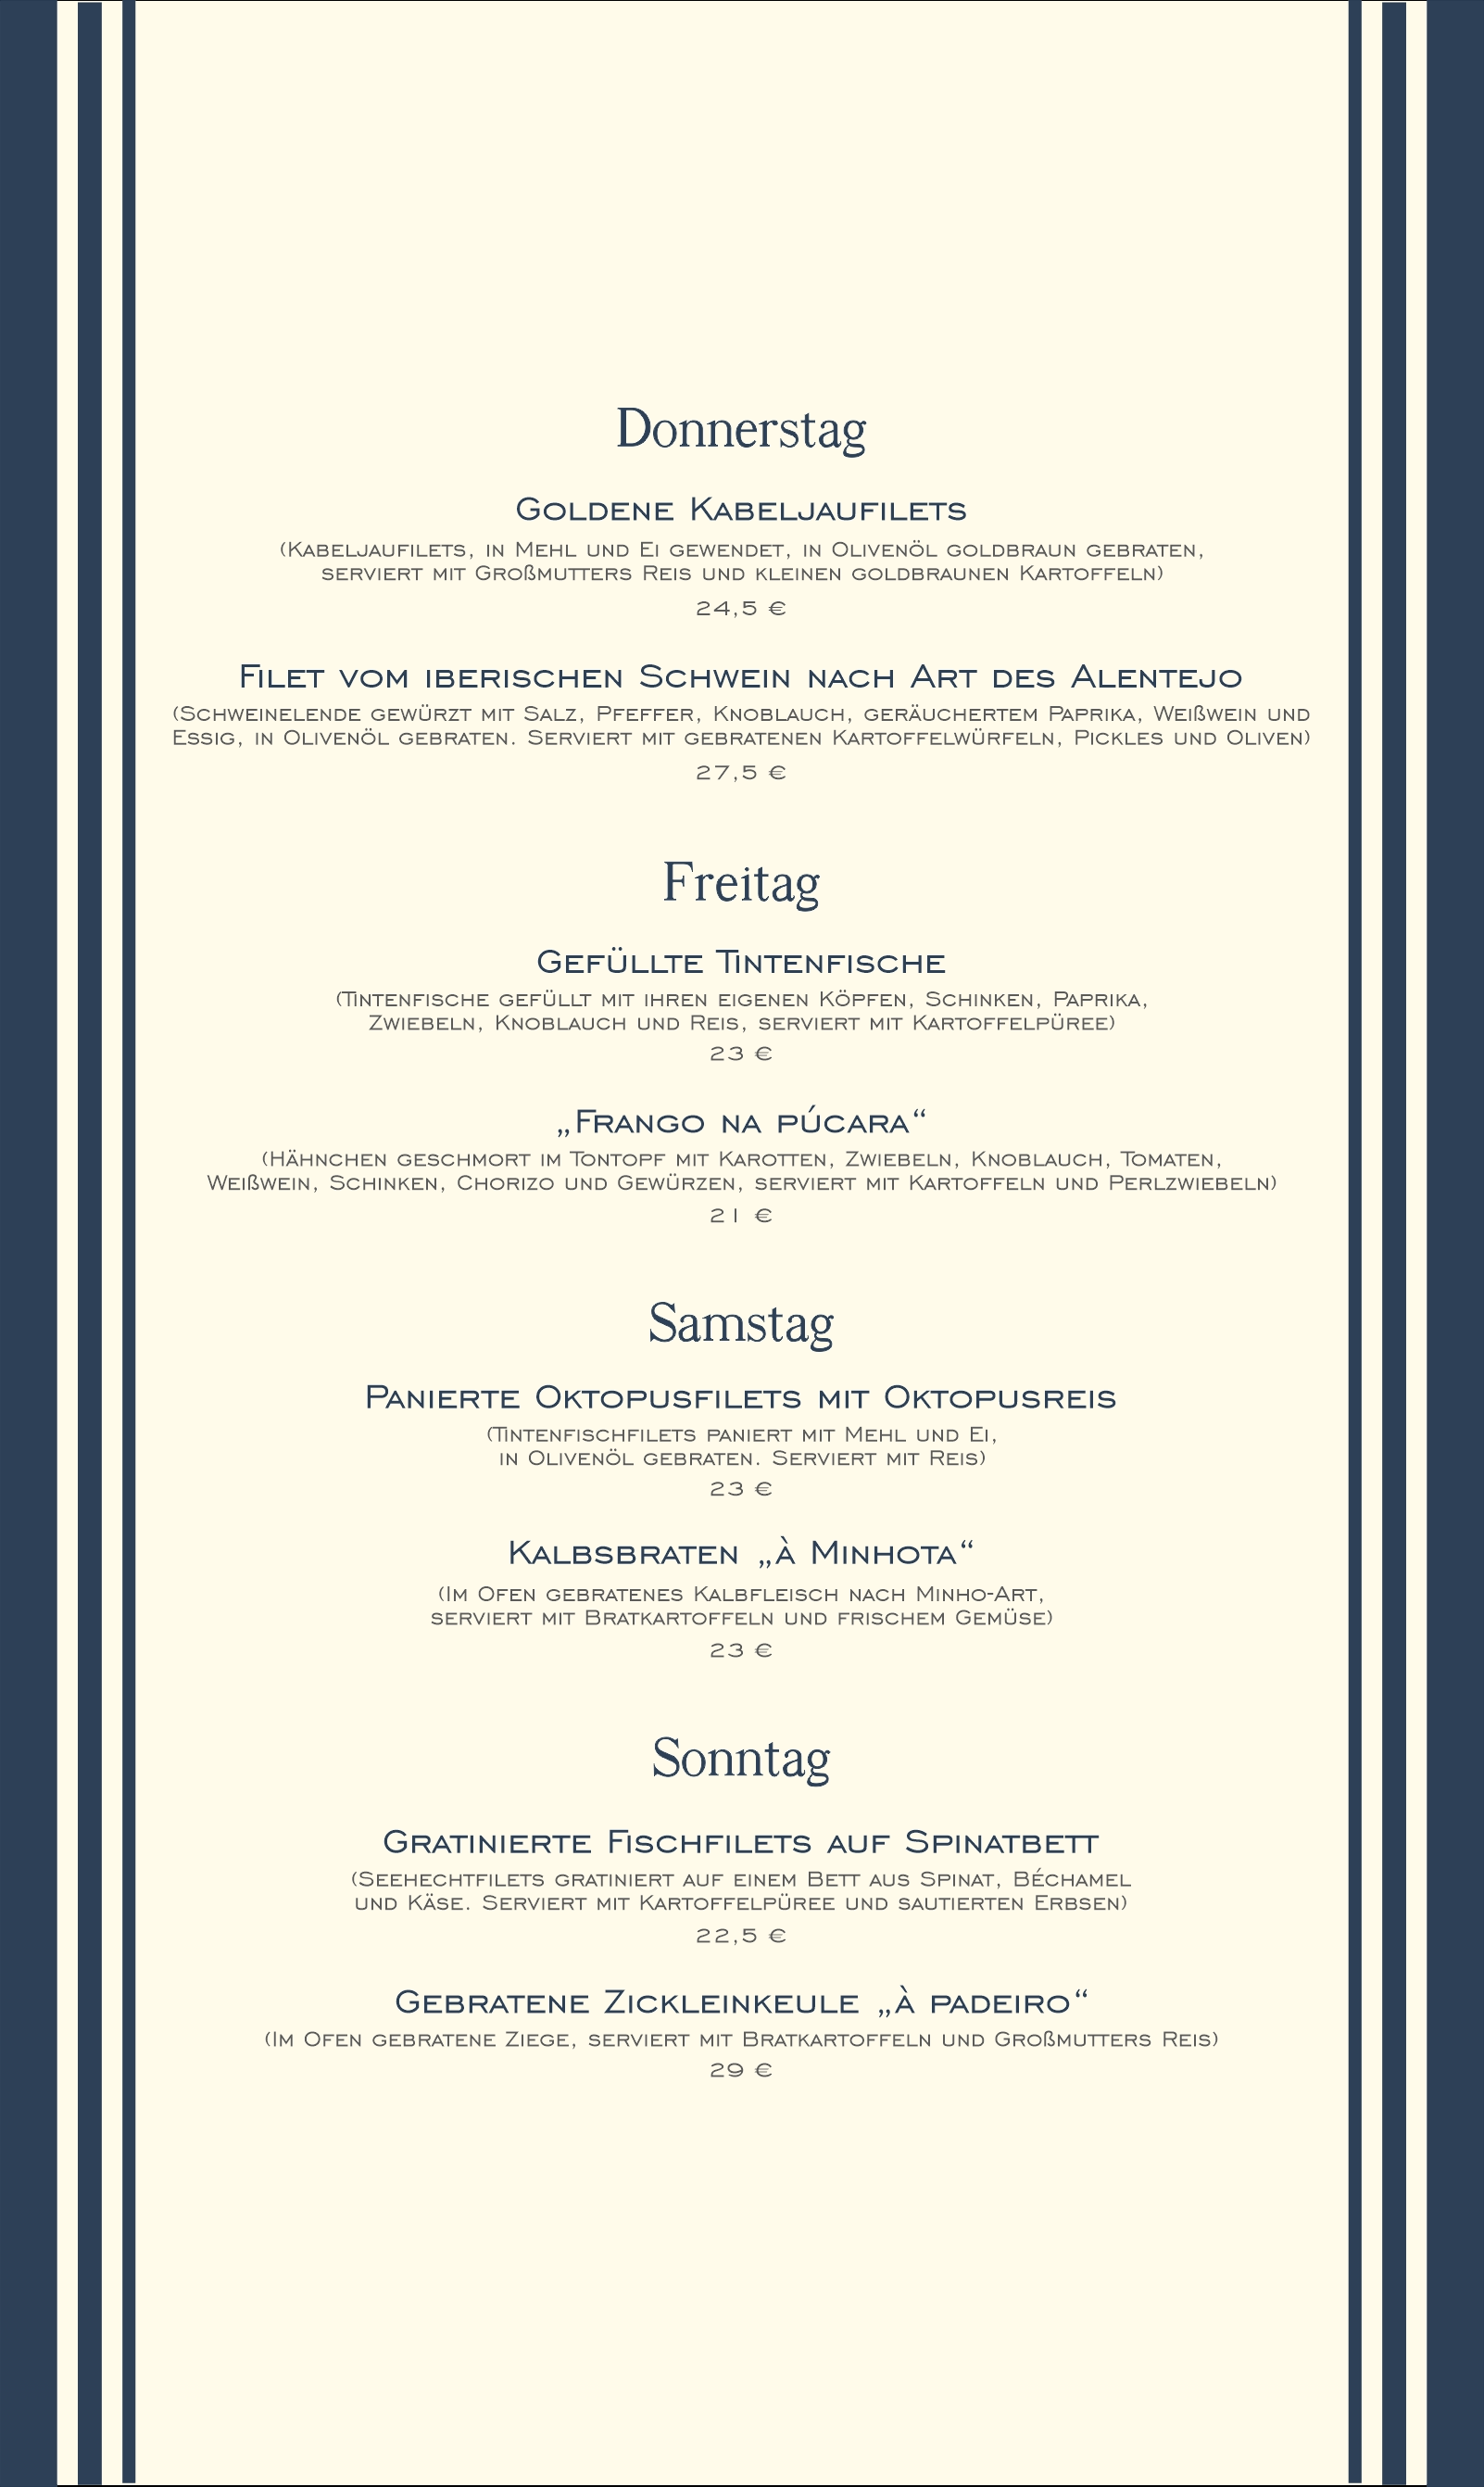 Donnerstag
Goldene Kabeljaufilets
(Kabeljaufilets, in Mehl und Ei gewendet, in Olivenöl goldbraun gebraten,
serviert mit Großmutters Reis und kleinen goldbraunen Kartoffeln)
24,5 €
Filet vom iberischen Schwein nach Art des Alentejo
(Schweinelende gewürzt mit Salz, Pfeffer, Knoblauch, geräuchertem Paprika, Weißwein und
Essig, in Olivenöl gebraten. Serviert mit gebratenen Kartoffelwürfeln, Pickles und Oliven)
27,5 €
Freitag
Gefüllte Tintenfische
(Tintenfische gefüllt mit ihren eigenen Köpfen, Schinken, Paprika,
Zwiebeln, Knoblauch und Reis, serviert mit Kartoffelpüree)
23 €
„Frango na púcara“
(Hähnchen geschmort im Tontopf mit Karotten, Zwiebeln, Knoblauch, Tomaten,
Weißwein, Schinken, Chorizo und Gewürzen, serviert mit Kartoffeln und Perlzwiebeln)
21 €
Samstag
Panierte Oktopusfilets mit Oktopusreis
(Tintenfischfilets paniert mit Mehl und Ei,
in Olivenöl gebraten. Serviert mit Reis)
23 €
Kalbsbraten „à Minhota“
(Im Ofen gebratenes Kalbfleisch nach Minho-Art,
serviert mit Bratkartoffeln und frischem Gemüse)
23 €
Sonntag
Gratinierte Fischfilets auf Spinatbett
(Seehechtfilets gratiniert auf einem Bett aus Spinat, Béchamel
und Käse. Serviert mit Kartoffelpüree und sautierten Erbsen)
22,5 €
Gebratene Zickleinkeule „à padeiro“
(Im Ofen gebratene Ziege, serviert mit Bratkartoffeln und Großmutters Reis)
29 €